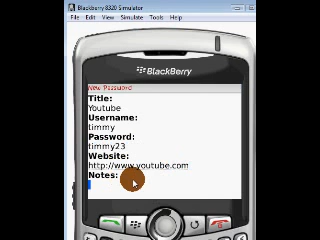 Blackberry 8320 Simulator
File Edit View Simulate Tools Help
BlackBerry
New Password
Title:
Youtube
Username:
timmy
Password:
timmy23
Website:
http://www.youtube.com
Notes: